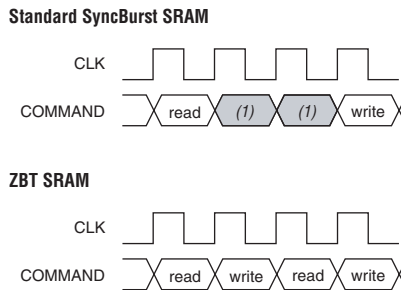 Standard SyncBurst SRAM
CLK
COMMAND read (1) (1) write
ZBT SRAM
CLK
COMMAND read write read write